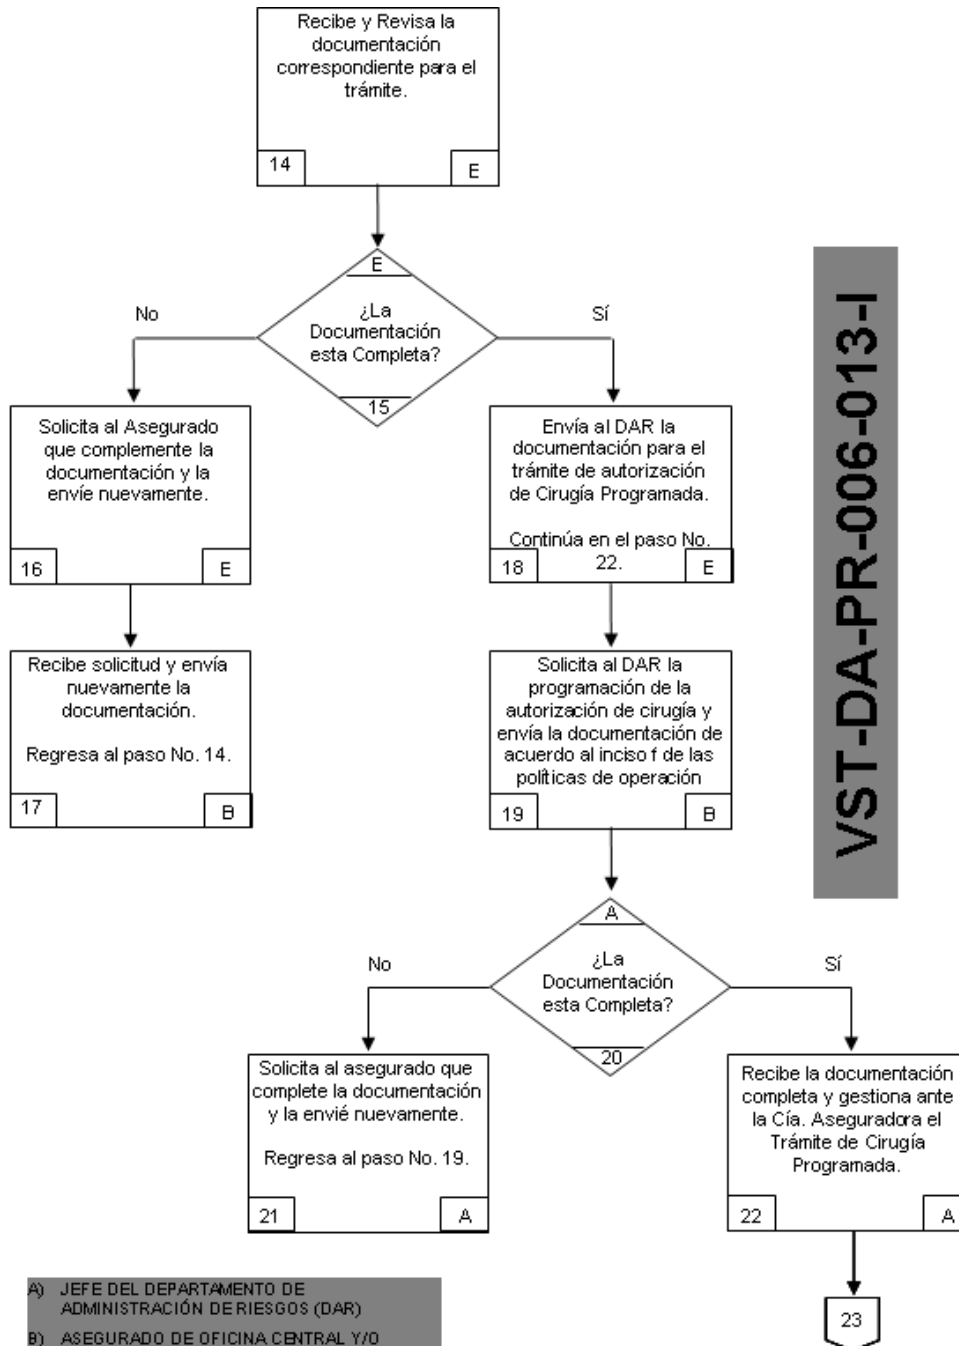 Recibe y Revisa la
documentación
correspondiente para el
trámite.
14
E
E
¿La
Documentación
esta Completa?
15
No
Sí
Solicita al Asegurado
que complemente la
documentación y la
envíe nuevamente.
16
E
Envía al DAR la
documentación para el
trámite de autorización
de Cirugía Programada.
Continúa en el paso No.
22.
18
E
Recibe solicitud y envía
nuevamente la
documentación.
Regresa al paso No. 14.
17
B
Solicita al DAR la
programación de la
autorización de cirugía y
envía la documentación de
acuerdo al inciso f de las
políticas de operación
19
B
A
¿La
Documentación
esta Completa?
20
No
Sí
Solicita al asegurado que
complete la documentación
y la envié nuevamente.
Regresa al paso No. 19.
21
A
Recibe la documentación
completa y gestiona ante
la Cía. Aseguradora el
Trámite de Cirugía
Programada.
22
A
23
VST-DA-PR-006-013-I
A) JEFE DEL DEPARTAMENTO DE
ADMINISTRACIÓN DE RIESGOS (DAR)
B) ASEGURADO DE OFICINA CENTRAL Y/O